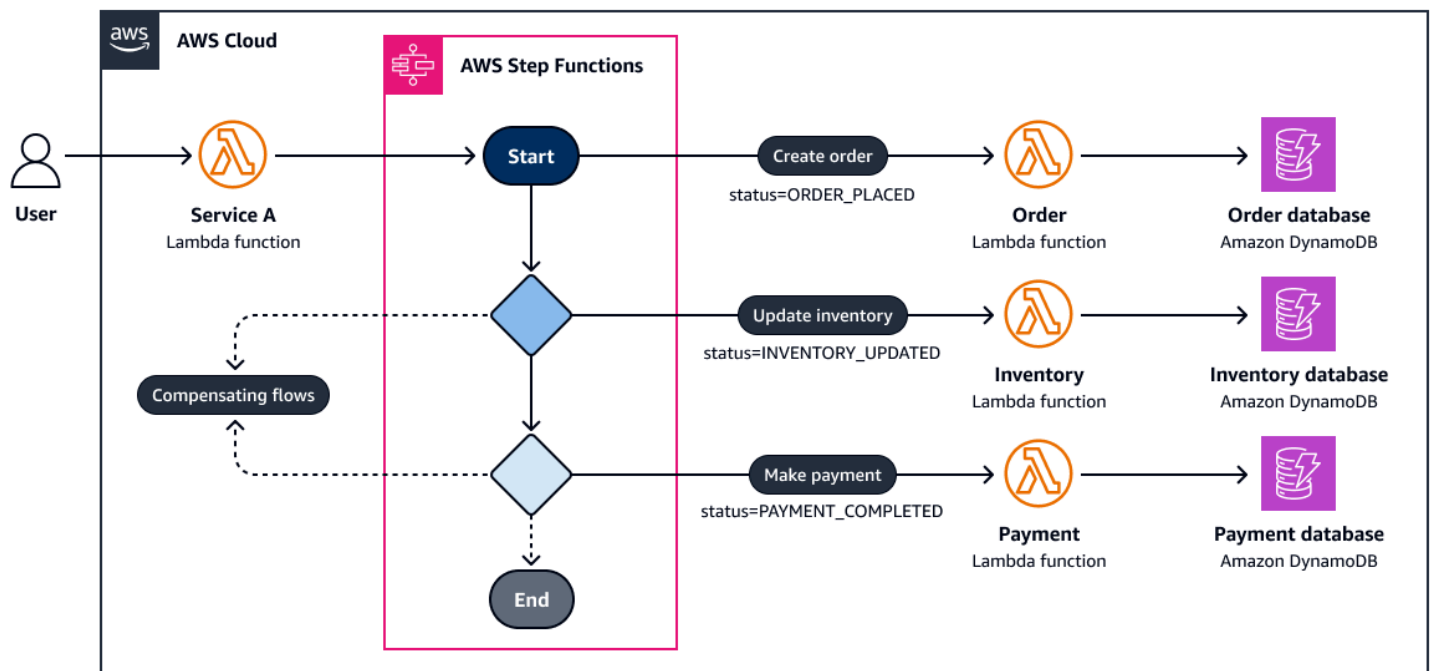 aws
AWS Cloud
AWS Step Functions
Start
Create order
status=ORDER_PLACED
User
Service A
Lambda function
Order
Lambda function
Order database
Amazon DynamoDB
Update inventory
status=INVENTORY_UPDATED
Inventory
Lambda function
Inventory database
Amazon DynamoDB
Compensating flows
Make payment
status=PAYMENT_COMPLETED
Payment
Lambda function
Payment database
Amazon DynamoDB
End